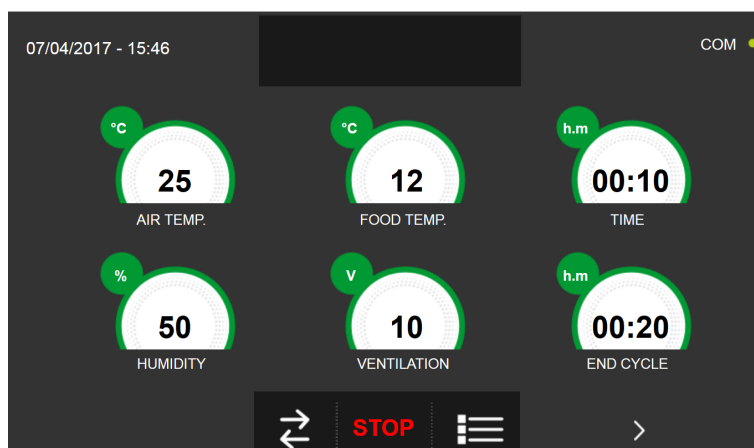 07/04/2017 - 15:46
COM
°C
25
AIR TEMP.
°C
12
FOOD TEMP.
h.m
00:10
TIME
%
50
HUMIDITY
V
10
VENTILATION
h.m
00:20
END CYCLE
STOP